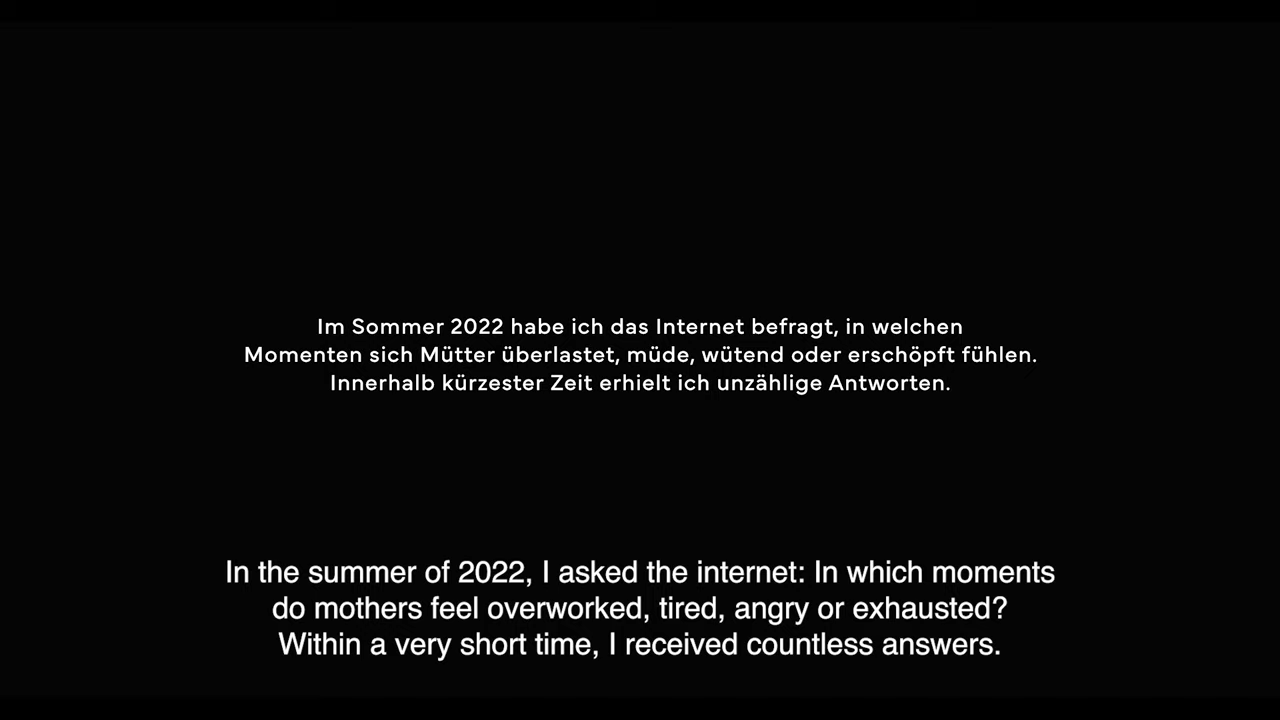 Im Sommer 2022 habe ich das Internet befragt, in welchen
Momenten sich Mütter überlastet, müde, wütend oder erschöpft fühlen.
Innerhalb kürzester Zeit erhielt ich unzählige Antworten.
In the summer of 2022, I asked the internet: In which moments
do mothers feel overworked, tired, angry or exhausted?
Within a very short time, I received countless answers.